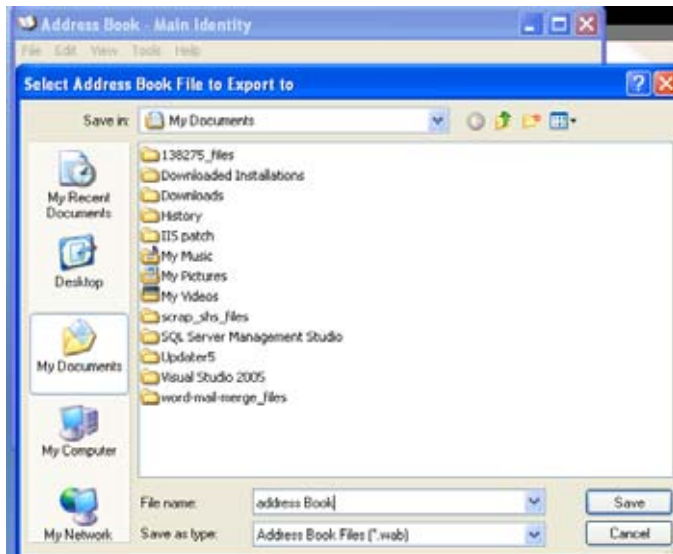 Address Book - Main Identity
File Edit View Tools Help
Select Address Book File to Export to
Save in: My Documents
138275_files
Downloaded Installations
Downloads
History
IIS patch
My Music
My Pictures
My Videos
scrap_shs_files
SQL Server Management Studio
Updater5
Visual Studio 2005
word-mail-merge_files
My Recent
Documents
Desktop
My Documents
My Computer
My Network
File name: address Book
Save
Save as type: Address Book Files (*.wab)
Cancel